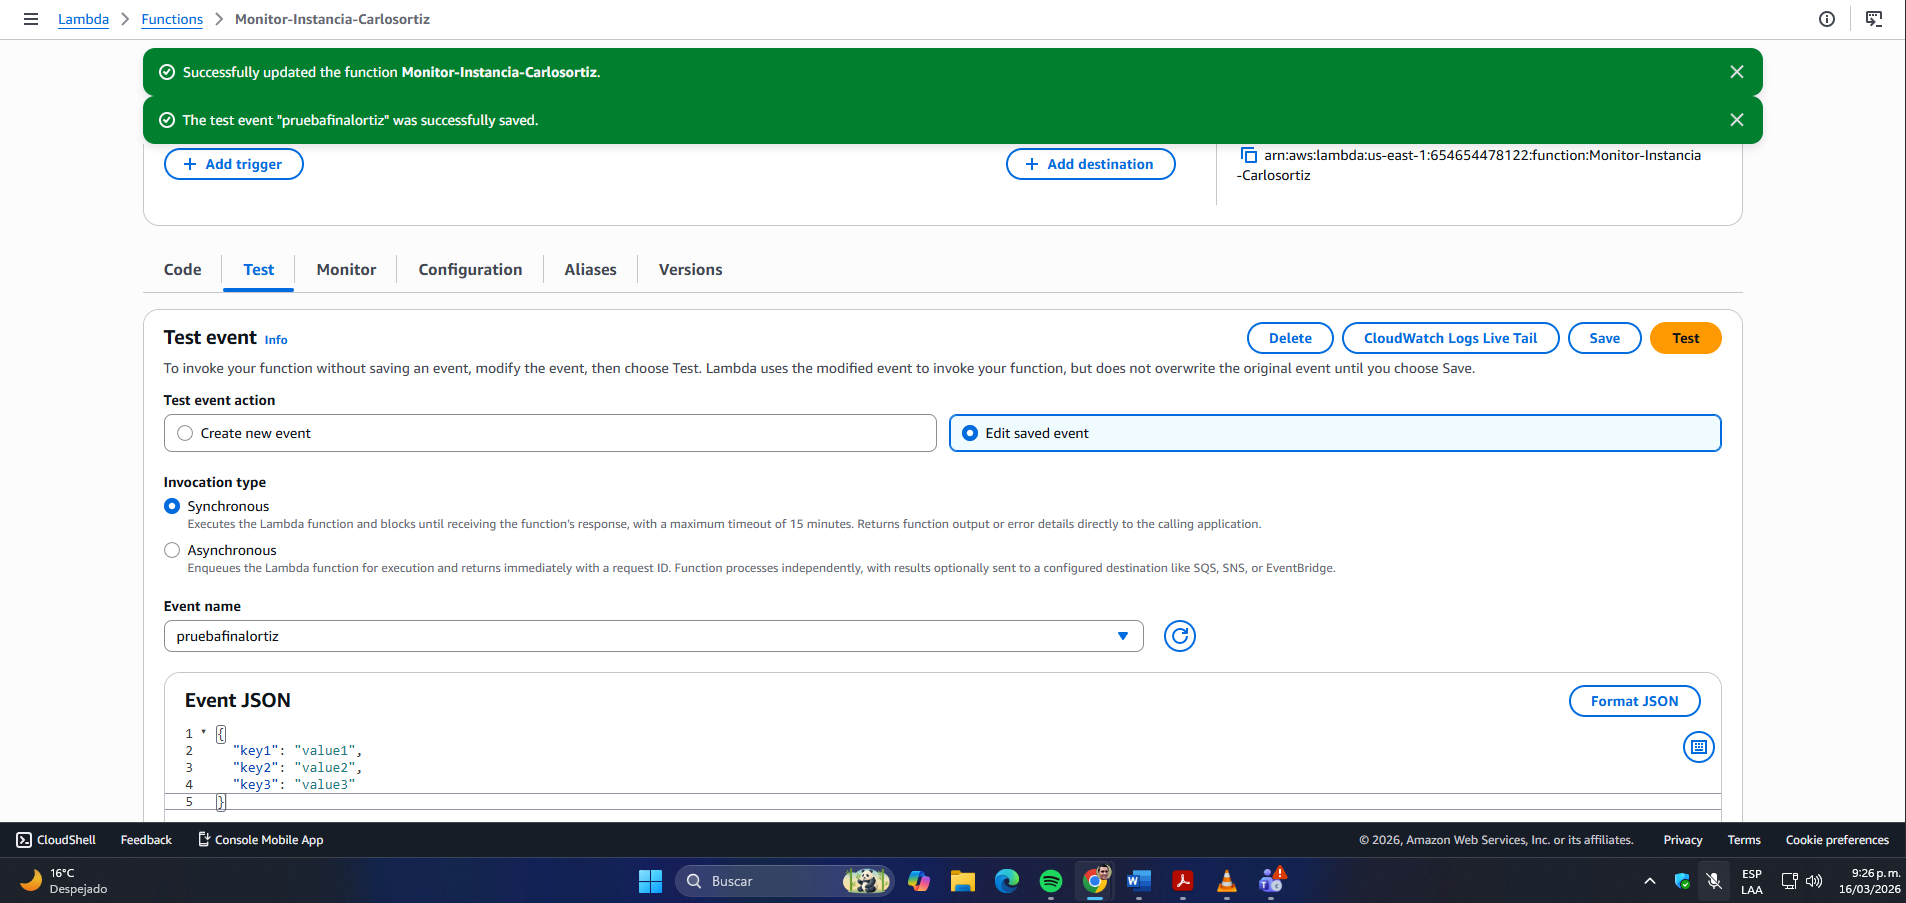 Lambda > Functions > Monitor-Instancia-Carlosortiz
Successfully updated the function Monitor-Instancia-Carlosortiz.
The test event "pruebafinalortiz" was successfully saved.
Add trigger
Add destination
arn:aws:lambda:us-east-1:654654478122:function:Monitor-Instancia
-Carlosortiz
Code Test Monitor Configuration Aliases Versions
Test event Info
Delete CloudWatch Logs Live Tail Save Test
To invoke your function without saving an event, modify the event, then choose Test. Lambda uses the modified event to invoke your function, but does not overwrite the original event until you choose Save.
Test event action
Create new event Edit saved event
Invocation type
Synchronous
Executes the Lambda function and blocks until receiving the function's response, with a maximum timeout of 15 minutes. Returns function output or error details directly to the calling application.
Asynchronous
Enqueues the Lambda function for execution and returns immediately with a request ID. Function processes independently, with results optionally sent to a configured destination like SQS, SNS, or EventBridge.
Event name
pruebafinalortiz
Event JSON
Format JSON
1 {
2 "key1": "value1",
3 "key2": "value2",
4 "key3": "value3"
5 }
CloudShell Feedback Console Mobile App © 2026, Amazon Web Services, Inc. or its affiliates. Privacy Terms Cookie preferences
16°C
Despejado
Buscar
ESP
LAA
9:26 p. m.
16/03/2026